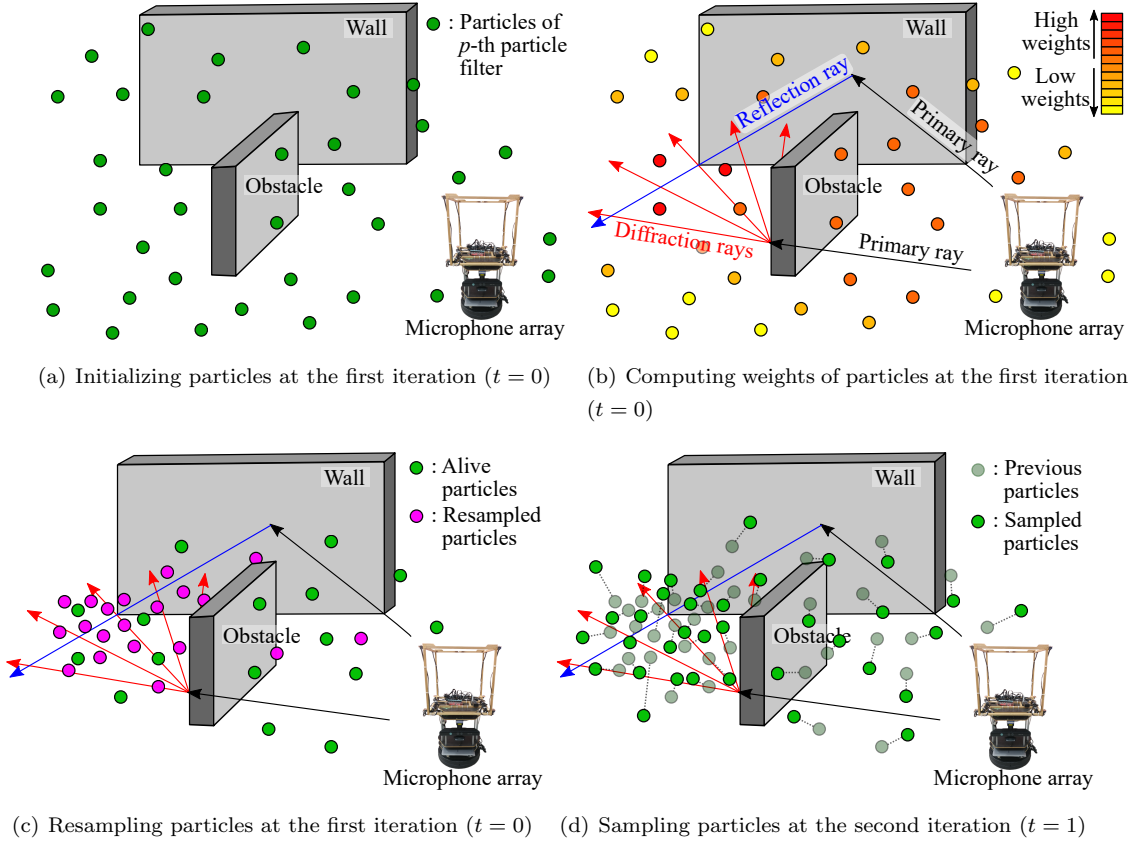 Wall
: Particles of
p-th particle
filter
Obstacle
Microphone array
(a) Initializing particles at the first iteration (t = 0)
High
weights
Low
weights
Wall
Reflection ray
Primary ray
Obstacle
Diffraction rays
Primary ray
Microphone array
(b) Computing weights of particles at the first iteration
(t = 0)
Wall
: Alive
particles
: Resampled
particles
Obstacle
Microphone array
(c) Resampling particles at the first iteration (t = 0)
Wall
: Previous
particles
: Sampled
particles
Obstacle
Microphone array
(d) Sampling particles at the second iteration (t = 1)